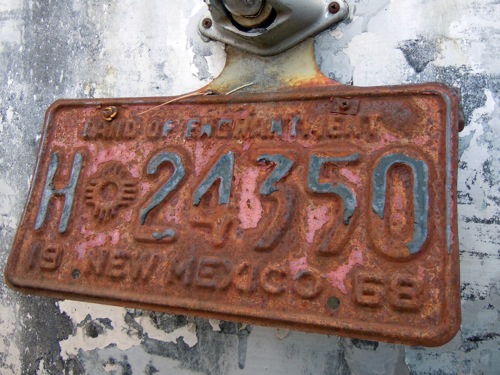 LAND OF ENCHANTMENT
H 24350
19 NEW MEXICO 68